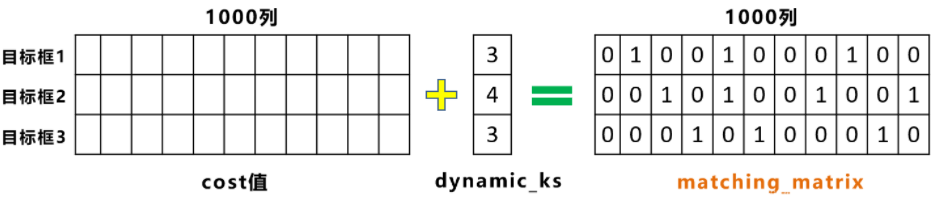 1000列 1000列
目标框1 3 0 1 0 0 1 0 0 0 1 0 0
目标框2 4 0 0 1 0 1 0 0 1 0 0 1
目标框3 3 0 0 0 1 0 1 0 0 0 1 0
cost值 dynamic_ks matching_matrix